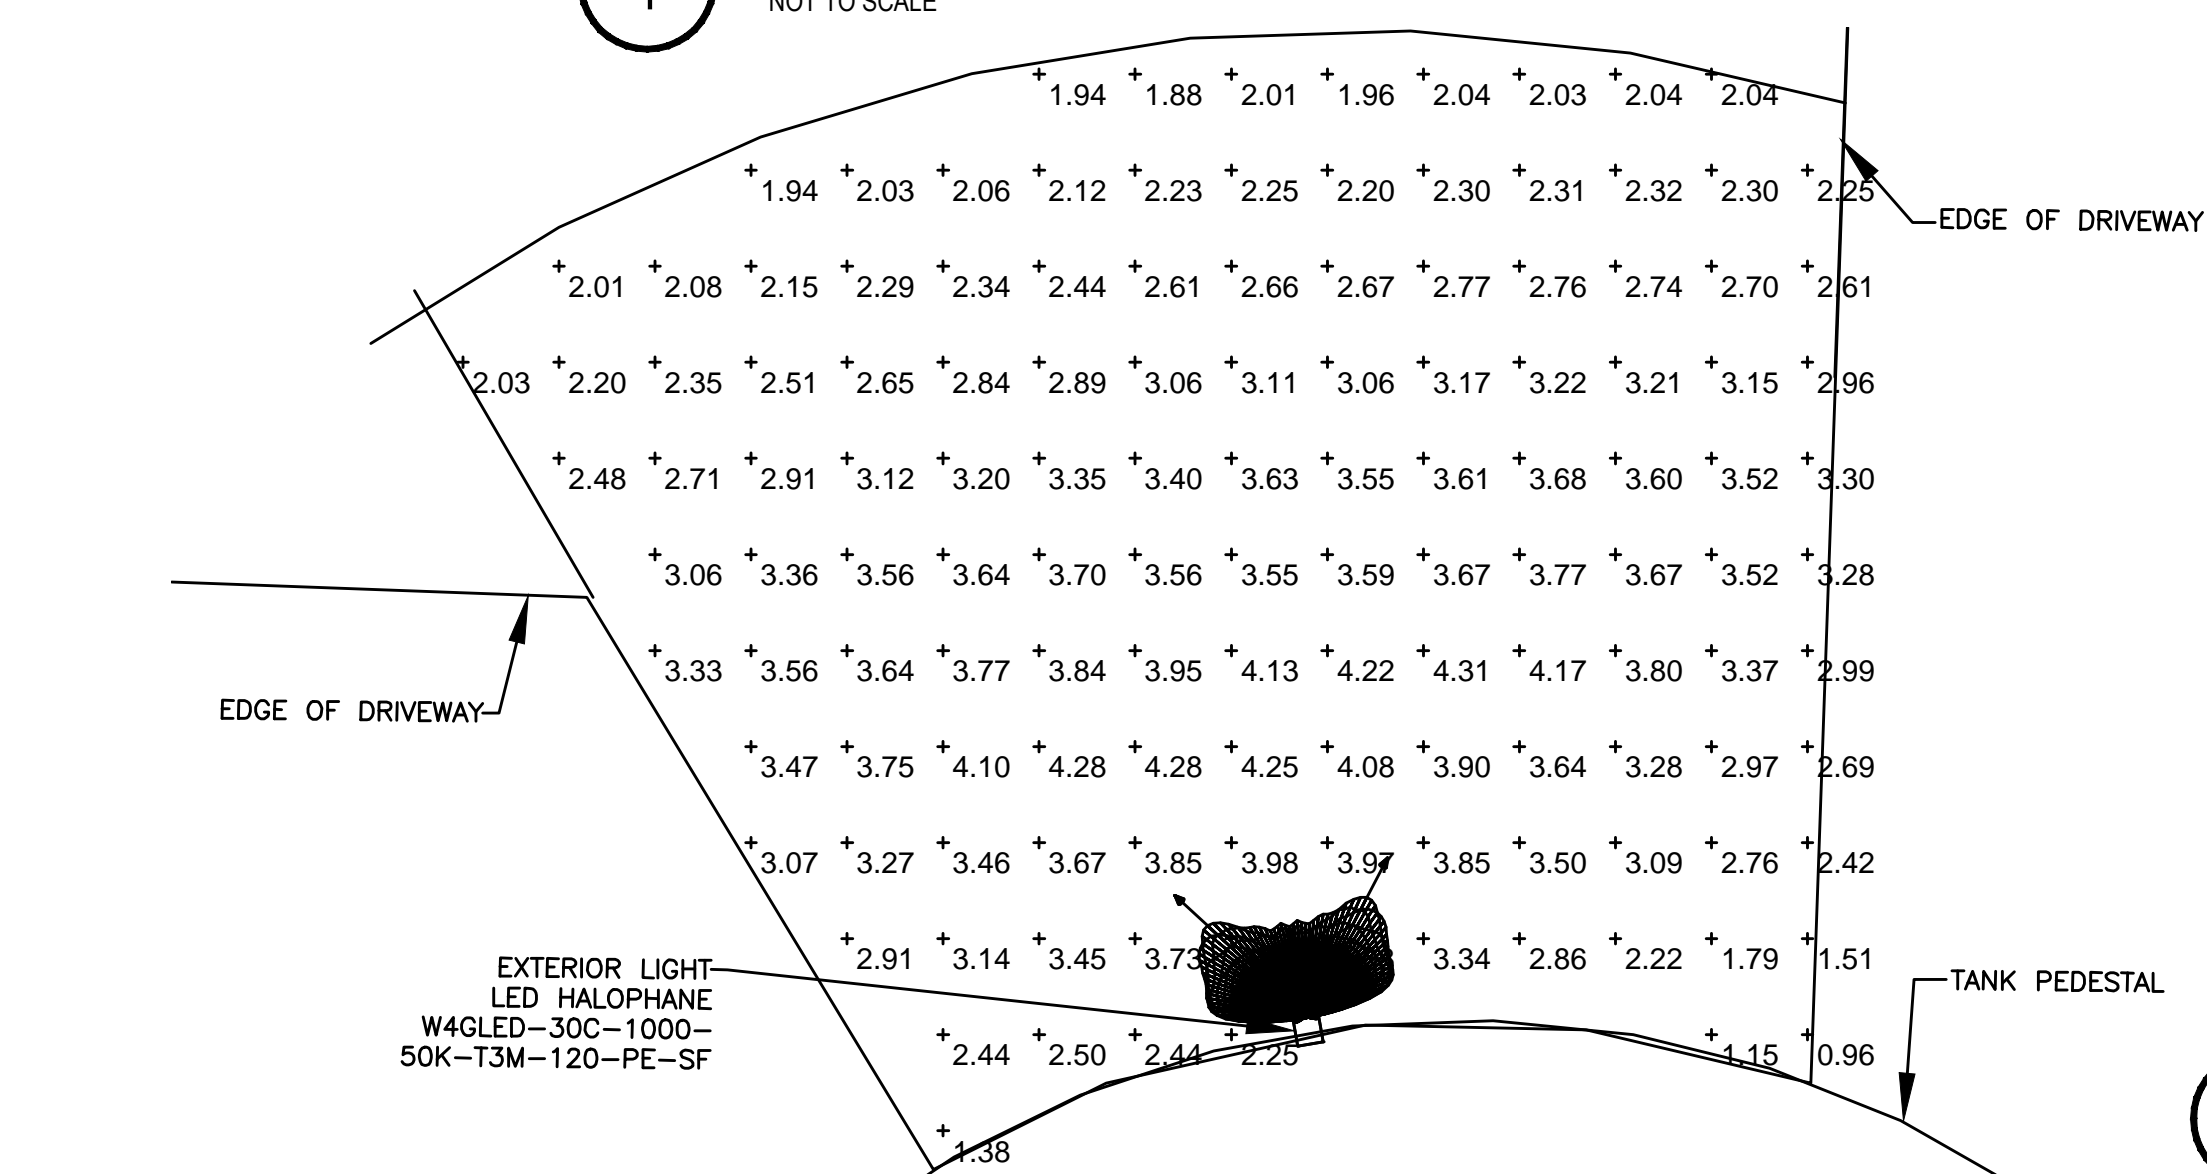 NOT TO SCALE
1.94 1.88 2.01 1.96 2.04 2.03 2.04 2.04
1.94 2.03 2.06 2.12 2.23 2.25 2.20 2.30 2.31 2.32 2.30 2.25
EDGE OF DRIVEWAY
2.01 2.08 2.15 2.29 2.34 2.44 2.61 2.66 2.67 2.77 2.76 2.74 2.70 2.61
2.03 2.20 2.35 2.51 2.65 2.84 2.89 3.06 3.11 3.06 3.17 3.22 3.21 3.15 2.96
2.48 2.71 2.91 3.12 3.20 3.35 3.40 3.63 3.55 3.61 3.68 3.60 3.52 3.30
3.06 3.36 3.56 3.64 3.70 3.56 3.55 3.59 3.67 3.77 3.67 3.52 3.28
3.33 3.56 3.64 3.77 3.84 3.95 4.13 4.22 4.31 4.17 3.80 3.37 2.99
EDGE OF DRIVEWAY
3.47 3.75 4.10 4.28 4.28 4.25 4.08 3.90 3.64 3.28 2.97 2.69
3.07 3.27 3.46 3.67 3.85 3.98 3.97 3.85 3.50 3.09 2.76 2.42
2.91 3.14 3.45 3.73 3.34 2.86 2.22 1.79 1.51
EXTERIOR LIGHT
LED HALOPHANE
W4GLED-30C-1000-
50K-T3M-120-PE-SF
TANK PEDESTAL
2.44 2.50 2.44 2.25 1.15 0.96
1.38